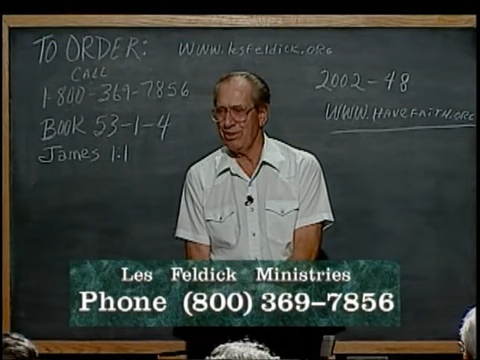 TO ORDER:
CALL
1-800-369-7856
Book 53-1-4
James 1:1
WWW.lesfeldick.org
2002-48
WWW.HAVEFAITH.ORG
Les Feldick Ministries
Phone (800) 369-7856